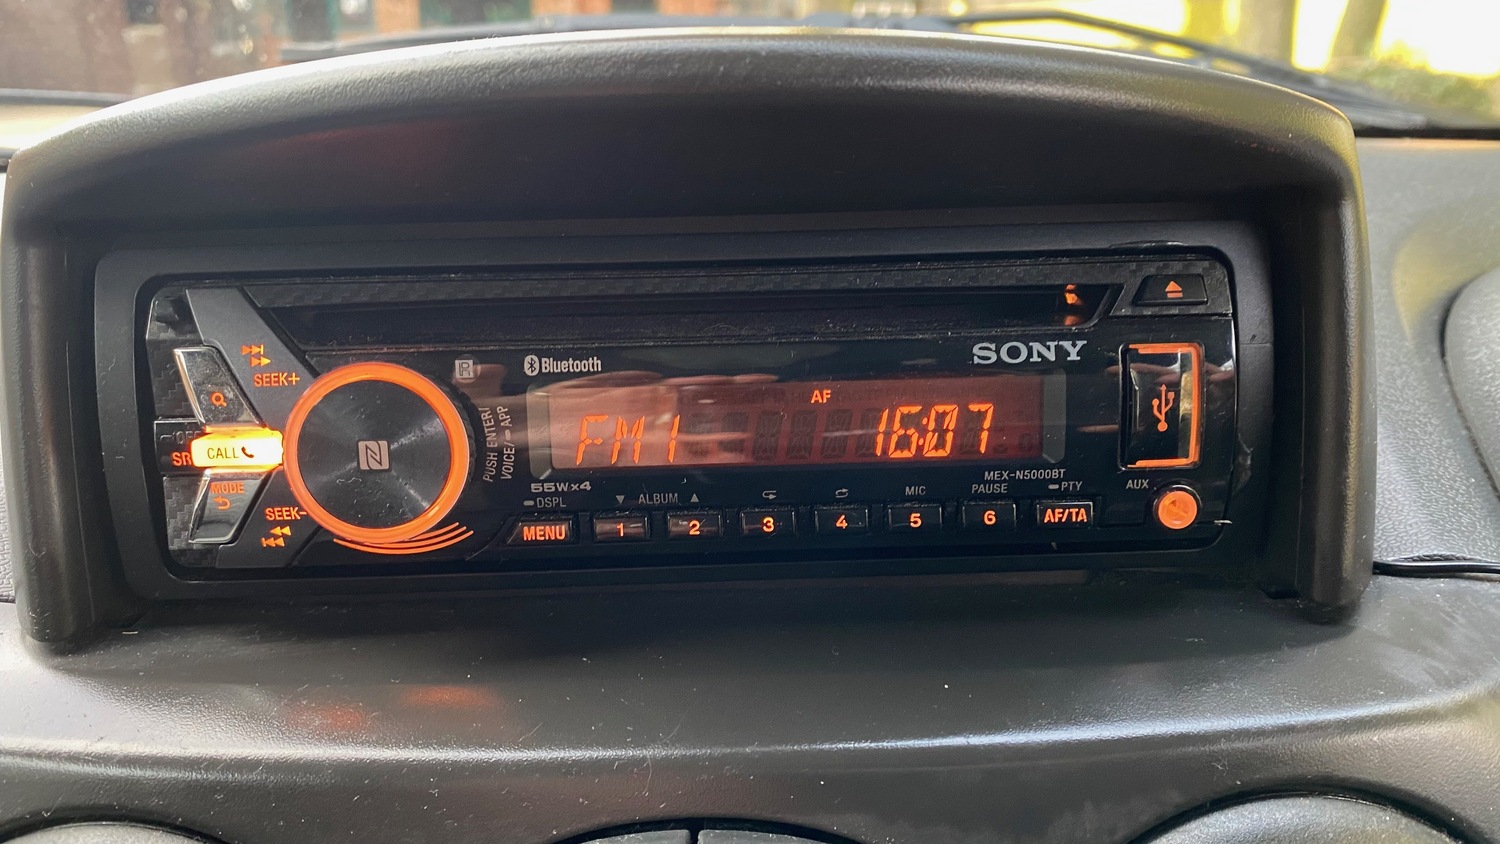 SEEK+
Bluetooth
SONY
AF
FM1 16:07
OFF
SR
CALL
MODE
SEEK-
PUSH ENTER/
VOICE/ APP
55W×4
MEX-N5000BT
DSPL
ALBUM
MIC
PAUSE
PTY
AUX
MENU 1 2 3 4 5 6 AF/TA